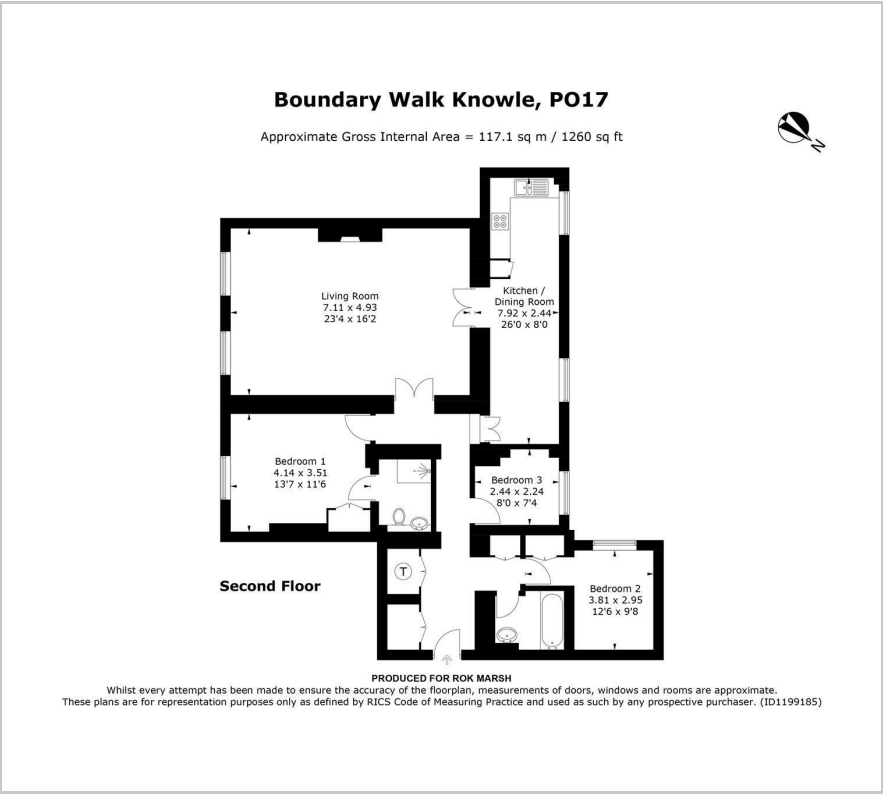 Boundary Walk Knowle, PO17
Approximate Gross Internal Area = 117.1 sq m / 1260 sq ft
N
Living Room
7.11 x 4.93
23'4 x 16'2
Kitchen /
Dining Room
7.92 x 2.44
26'0 x 8'0
Bedroom 1
4.14 x 3.51
13'7 x 11'6
Bedroom 3
2.44 x 2.24
8'0 x 7'4
T
Second Floor
Bedroom 2
3.81 x 2.95
12'6 x 9'8
PRODUCED FOR ROK MARSH
Whilst every attempt has been made to ensure the accuracy of the floorplan, measurements of doors, windows and rooms are approximate.
These plans are for representation purposes only as defined by RICS Code of Measuring Practice and used as such by any prospective purchaser. (ID1199185)